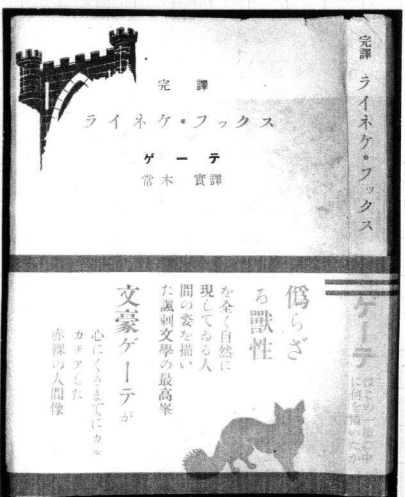 完譯
ライネケ・フックス
ゲーテ
常木實譯
完譯 ライネケ・フックス
偽らざ
る獸性
を全く自然に
現してゐる人
間の姿を描い
た諷刺文學の最高峯
文豪ゲーテが
心にくきまでにカル
カチアした
赤裸の人間像
ゲーテ